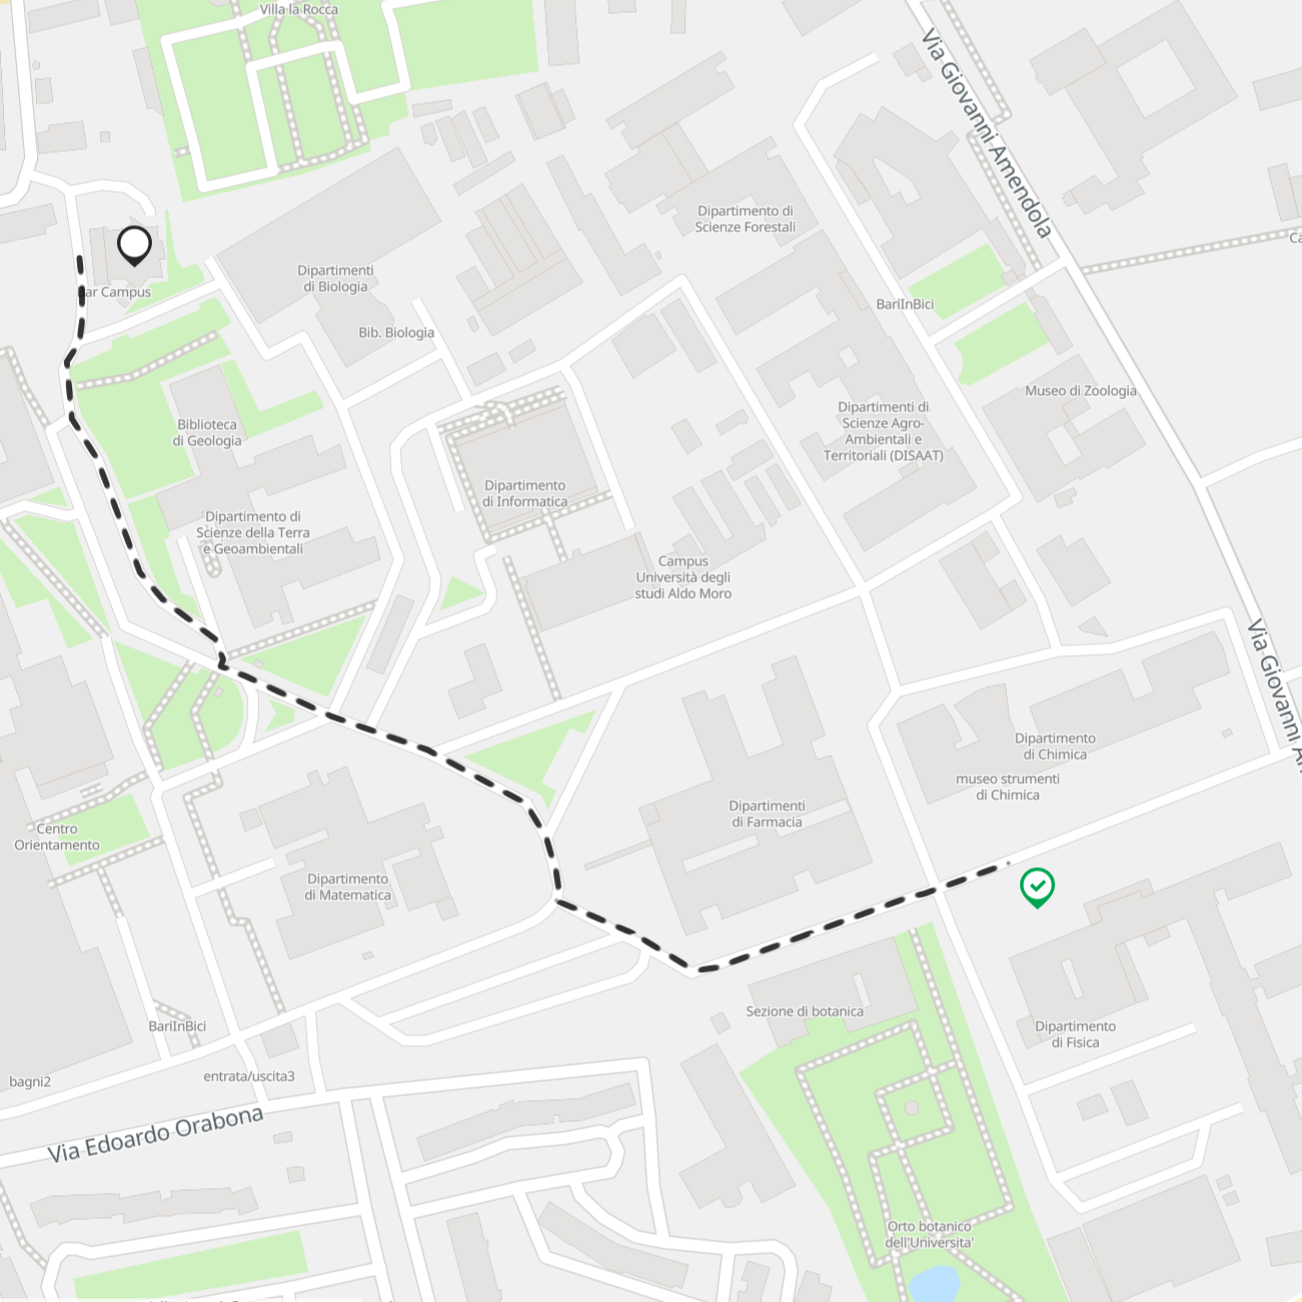 Villa la Rocca
Via Giovanni Amendola
Dipartimento di
Scienze Forestali
Dipartimenti
di Biologia
Bar Campus
BariInBici
Bib. Biologia
Museo di Zoologia
Biblioteca
di Geologia
Dipartimenti di
Scienze Agro-
Ambientali e
Territoriali (DISAAT)
Dipartimento
di Informatica
Dipartimento di
Scienze della Terra
e Geoambientali
Campus
Università degli
studi Aldo Moro
Dipartimento
di Chimica
museo strumenti
di Chimica
Dipartimenti
di Farmacia
Centro
Orientamento
Dipartimento
di Matematica
Sezione di botanica
BariInBici
Dipartimento
di Fisica
bagni2
entrata/uscita3
Via Edoardo Orabona
Orto botanico
dell'Universita'